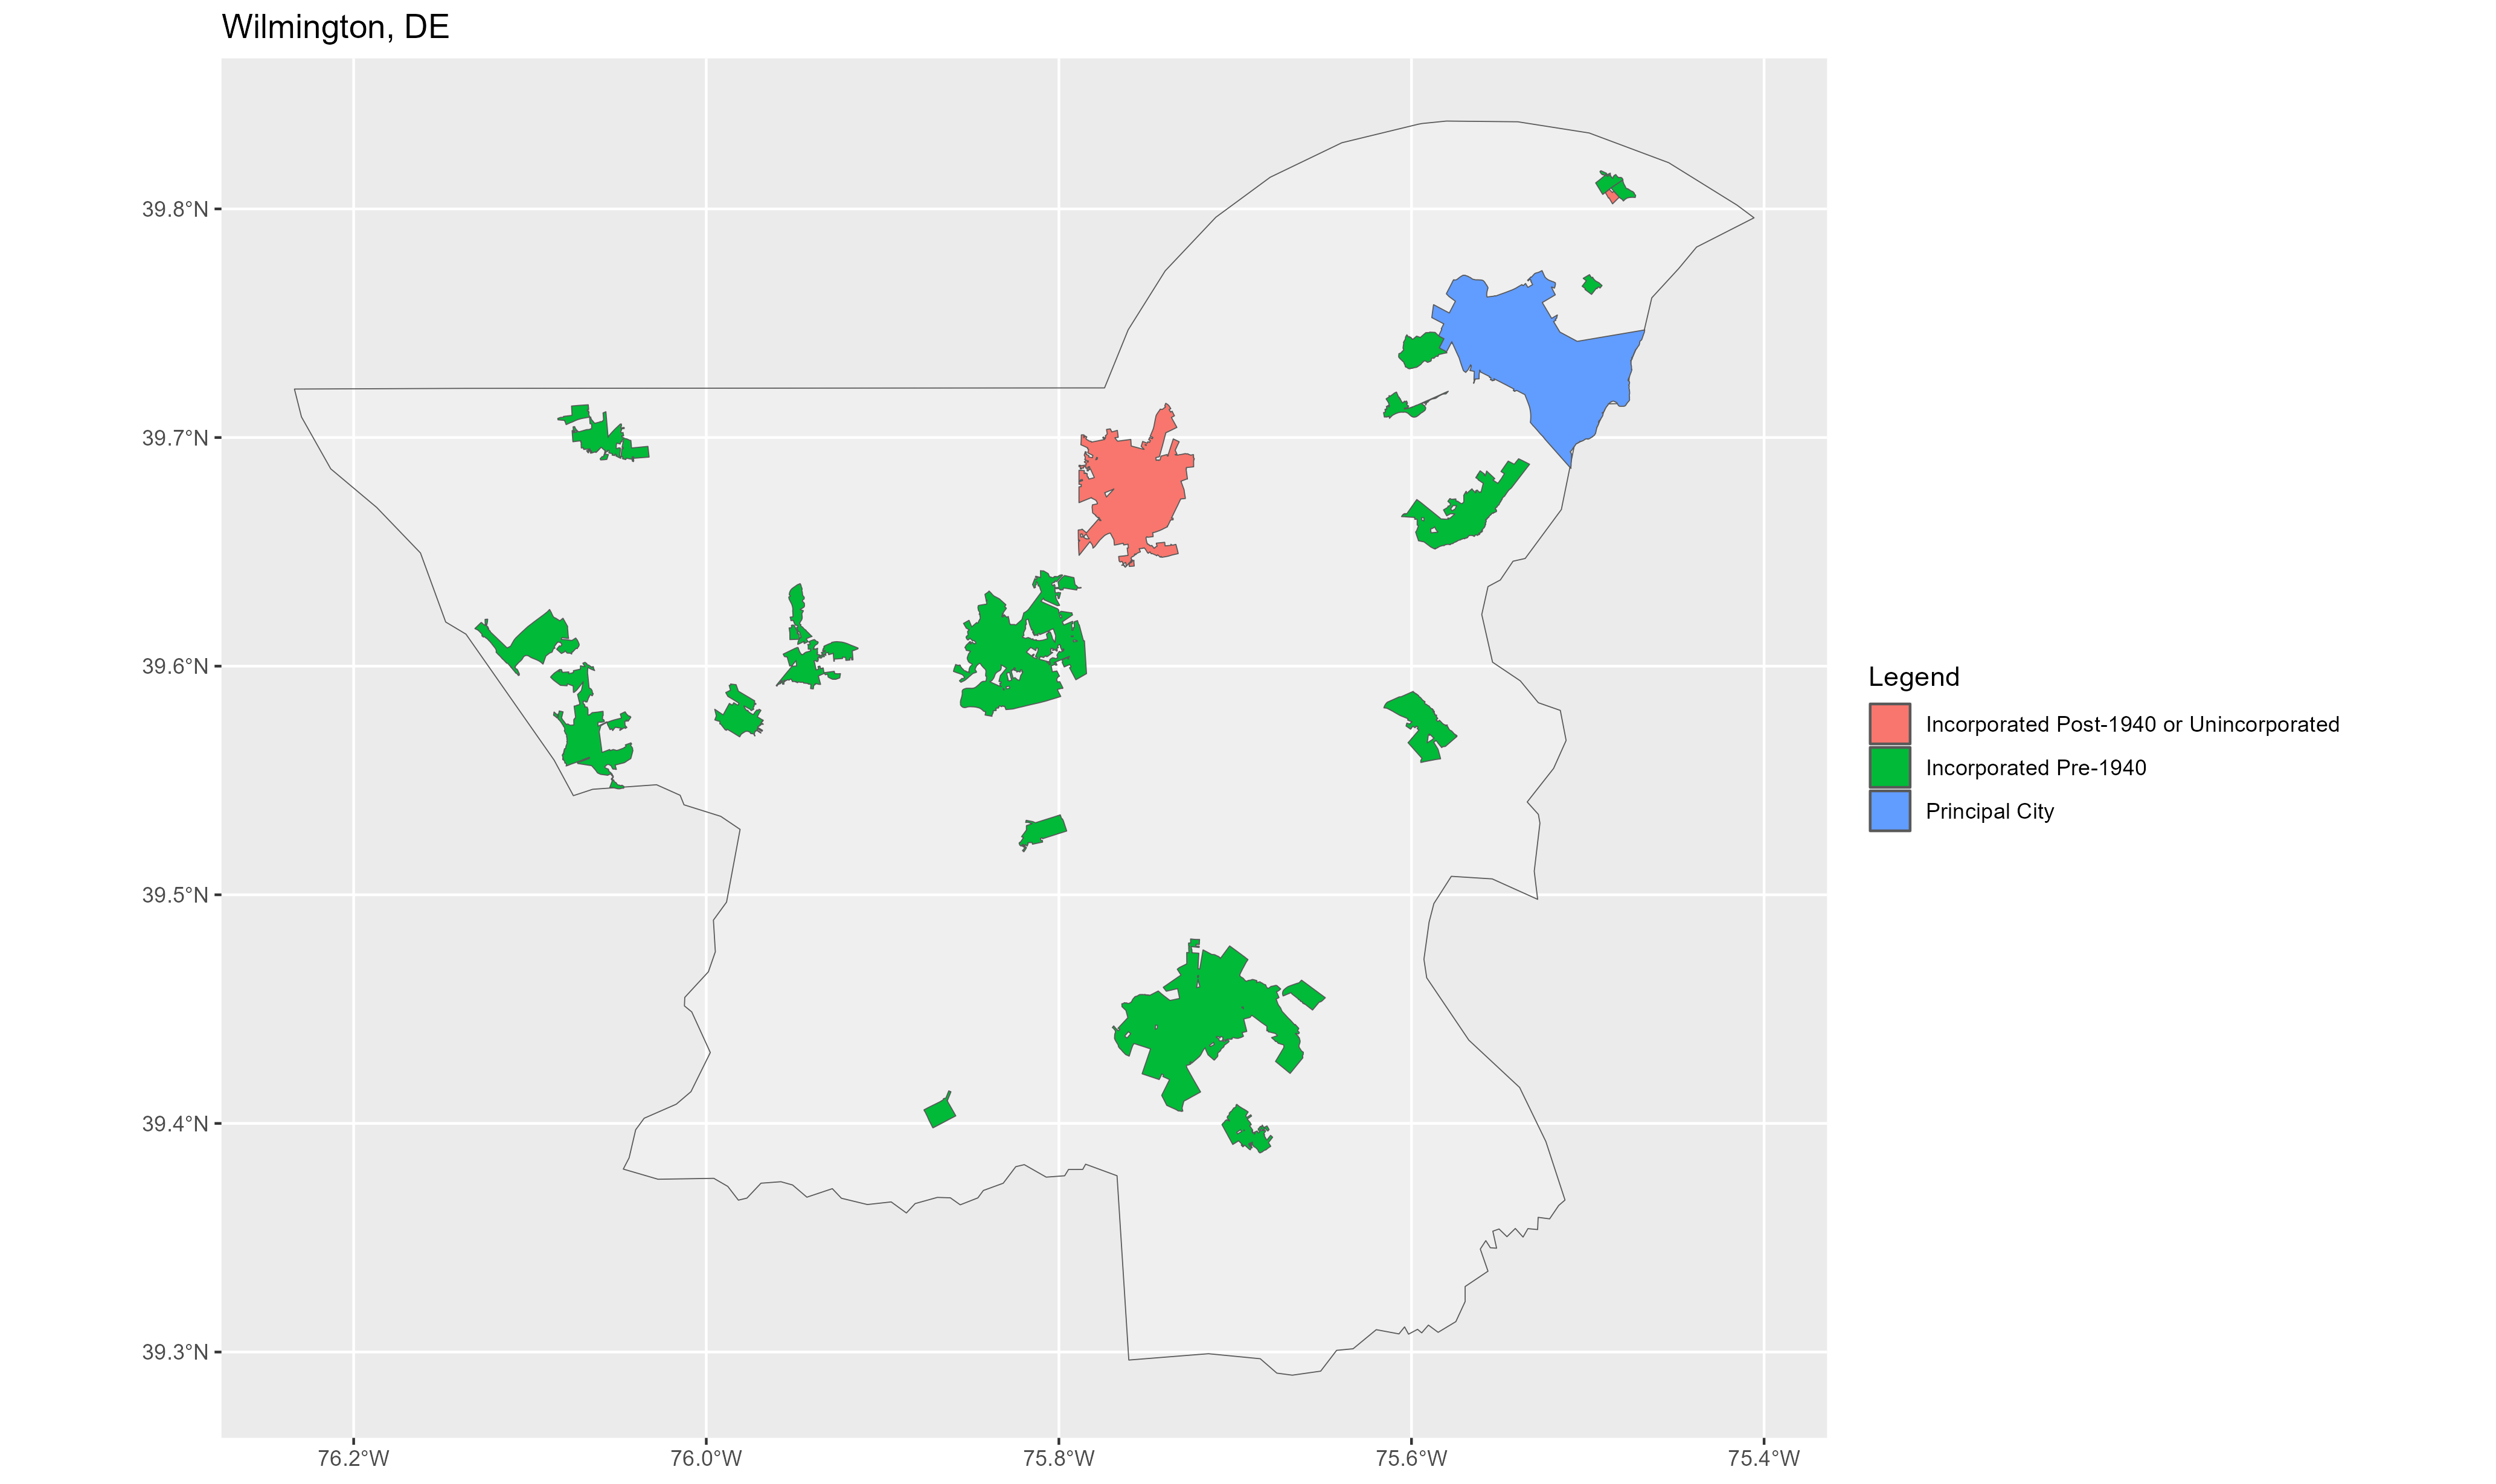 Wilmington, DE
39.8°N
39.7°N
39.6°N
39.5°N
39.4°N
39.3°N
76.2°W
76.0°W
75.8°W
75.6°W
75.4°W
Legend
Incorporated Post-1940 or Unincorporated
Incorporated Pre-1940
Principal City